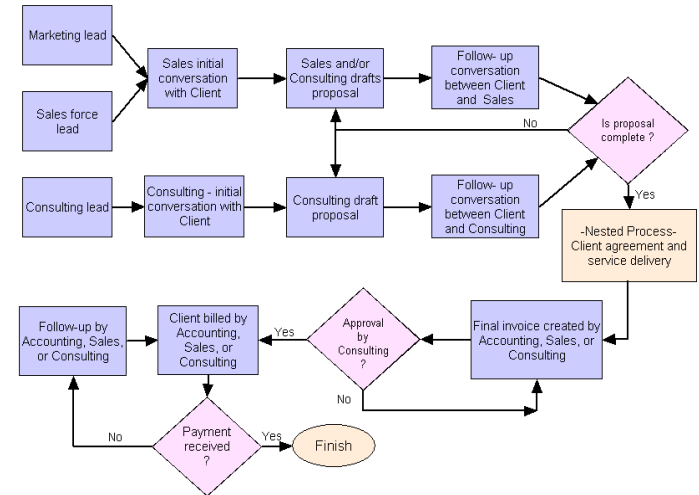 Marketing lead
Sales initial
conversation
with Client
Sales and/or
Consulting drafts
proposal
Follow- up
conversation
between Client
and  Sales
Sales force
lead
No
Is proposal
complete ?
Consulting lead
Consulting - initial
conversation with
Client
Consulting draft
proposal
Follow- up
conversation
between Client
and Consulting
Yes
-Nested Process-
Client agreement and
service delivery
Follow-up by
Accounting, Sales,
or Consulting
Client billed by
Accounting,
Sales, or
Consulting
Yes
Approval
by
Consulting
?
Final invoice created by
Accounting, Sales, or
Consulting
No
No
Payment
received
?
Yes
Finish